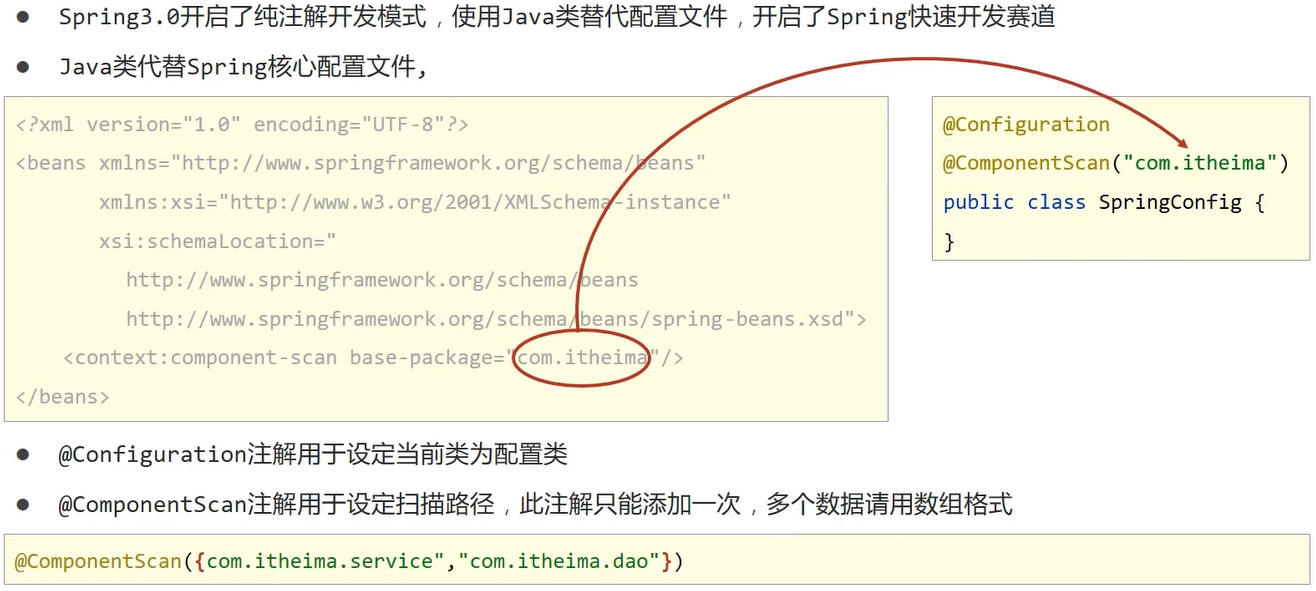 ● Spring3.0开启了纯注解开发模式，使用Java类替代配置文件，开启了Spring快速开发赛道
● Java类代替Spring核心配置文件,
<?xml version="1.0" encoding="UTF-8"?>
<beans xmlns="http://www.springframework.org/schema/beans"
xmlns:xsi="http://www.w3.org/2001/XMLSchema-instance"
xsi:schemaLocation="
http://www.springframework.org/schema/beans
http://www.springframework.org/schema/beans/spring-beans.xsd">
<context:component-scan base-package="com.itheima"/>
</beans>
@Configuration
@ComponentScan("com.itheima")
public class SpringConfig {
}
● @Configuration注解用于设定当前类为配置类
● @ComponentScan注解用于设定扫描路径，此注解只能添加一次，多个数据请用数组格式
@ComponentScan({com.itheima.service","com.itheima.dao"})